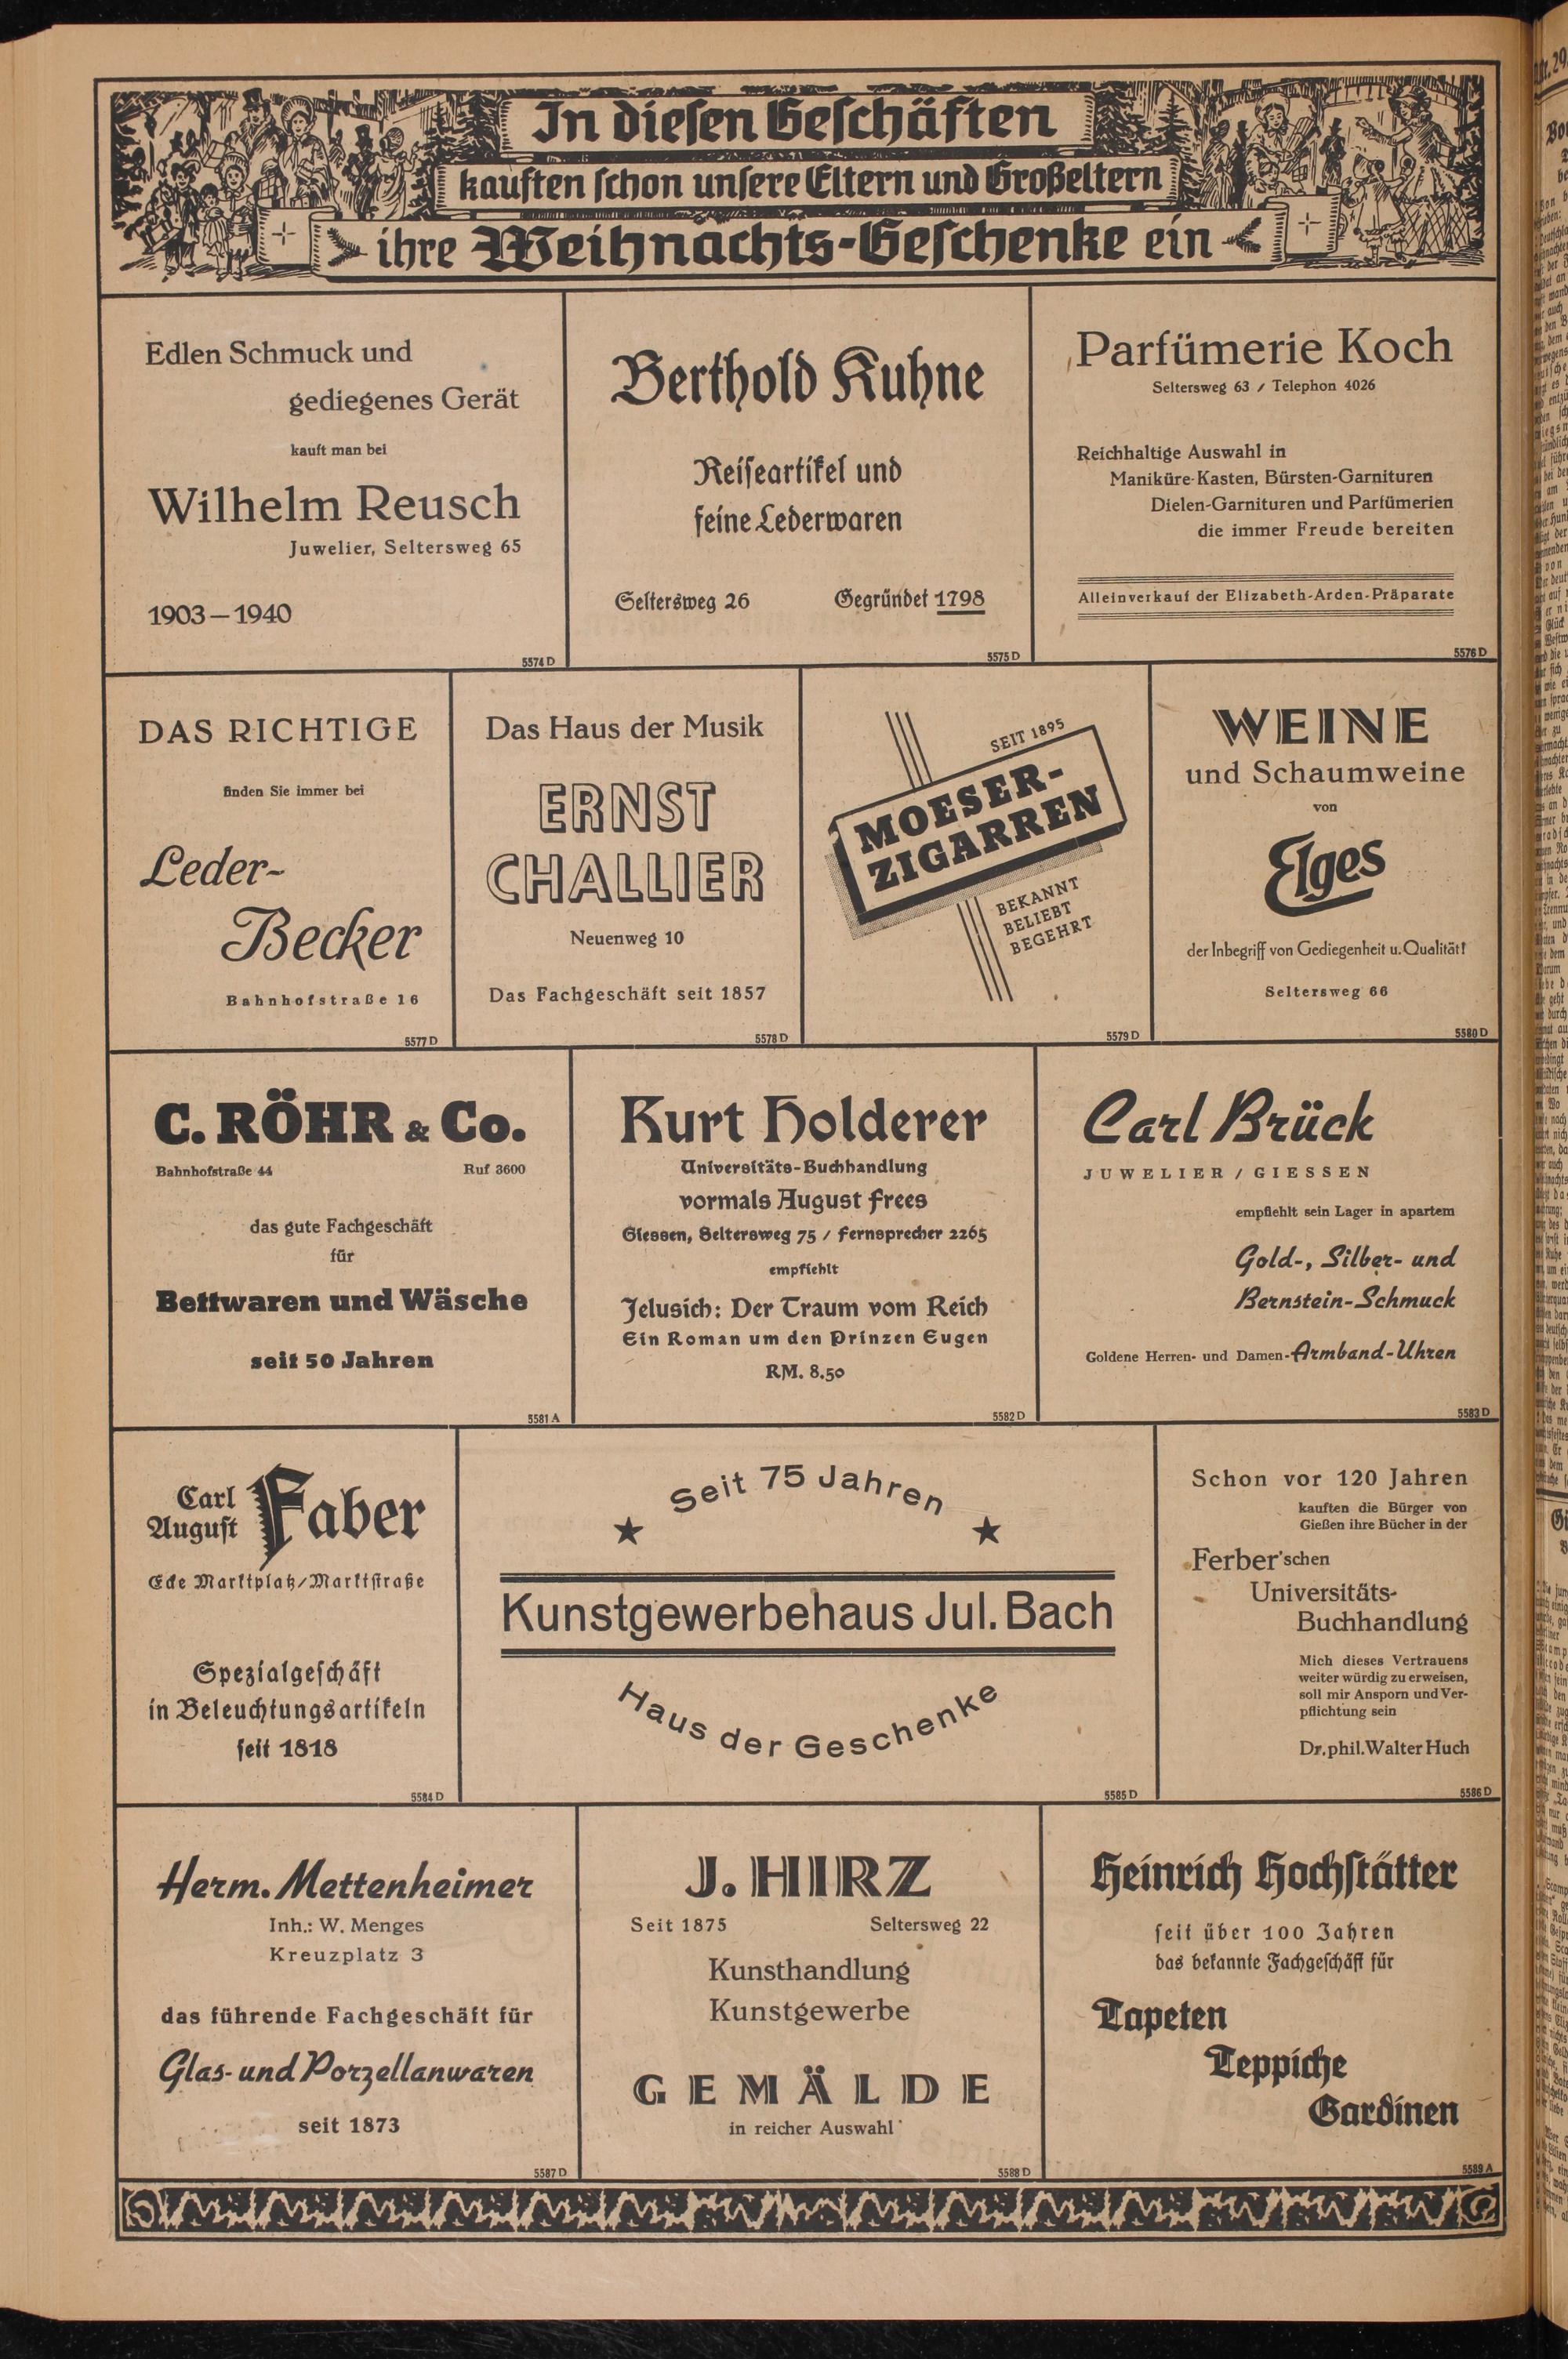 In diesen Geschäften
kauften schon unsere Eltern und Großeltern
ihre Weihnachts-Geschenke ein
Edlen Schmuck und
gediegenes Gerät
kauft man bei
Wilhelm Reusch
Juwelier, Seltersweg 65
1903 – 1940
5574 D
Berthold Kuhne
Reiseartikel und
feine Lederwaren
Seltersweg 26 Gegründet 1798
5575 D
Parfümerie Koch
Seltersweg 63 / Telephon 4026
Reichhaltige Auswahl in
Maniküre-Kasten, Bürsten-Garnituren
Dielen-Garnituren und Parfümerien
die immer Freude bereiten
Alleinverkauf der Elizabeth-Arden-Präparate
5576 D
DAS RICHTIGE
finden Sie immer bei
Leder-
Becker
Bahnhofstraße 16
5577 D
Das Haus der Musik
ERNST
CHALLIER
Neuenweg 10
Das Fachgeschäft seit 1857
5578 D
SEIT 1895
MOESER-
ZIGARREN
BEKANNT
BELIEBT
BEGEHRT
5579 D
WEINE
und Schaumweine
von
Elges
der Inbegriff von Gediegenheit u. Qualität!
Seltersweg 66
5580 D
C. RÖHR & Co.
Bahnhofstraße 44 Ruf 3600
das gute Fachgeschäft
für
Bettwaren und Wäsche
seit 50 Jahren
5581 A
Kurt Holderer
Universitäts-Buchhandlung
vormals August Frees
Giessen, Seltersweg 75 / Fernsprecher 2265
empfiehlt
Jelusich: Der Traum vom Reich
Ein Roman um den Prinzen Eugen
RM. 8.50
5582 D
Carl Brück
JUWELIER / GIESSEN
empfiehlt sein Lager in apartem
Gold-, Silber- und
Bernstein-Schmuck
Goldene Herren- und Damen-Armband-Uhren
5583 D
Carl August Faber
Ecke Marktplatz/Marktstraße
Spezialgeschäft
in Beleuchtungsartikeln
seit 1818
5584 D
Seit 75 Jahren
Kunstgewerbehaus Jul. Bach
Haus der Geschenke
5585 D
Schon vor 120 Jahren
kauften die Bürger von
Gießen ihre Bücher in der
Ferber'schen
Universitäts-
Buchhandlung
Mich dieses Vertrauens
weiter würdig zu erweisen,
soll mir Ansporn und Ver-
pflichtung sein
Dr. phil. Walter Huch
5586 D
Herm. Mettenheimer
Inh.: W. Menges
Kreuzplatz 3
das führende Fachgeschäft für
Glas- und Porzellanwaren
seit 1873
5587 D
J. HIRZ
Seit 1875 Seltersweg 22
Kunsthandlung
Kunstgewerbe
GEMÄLDE
in reicher Auswahl
5588 D
Heinrich Hochstätter
seit über 100 Jahren
das bekannte Fachgeschäft für
Tapeten
Teppiche
Gardinen
5589 A